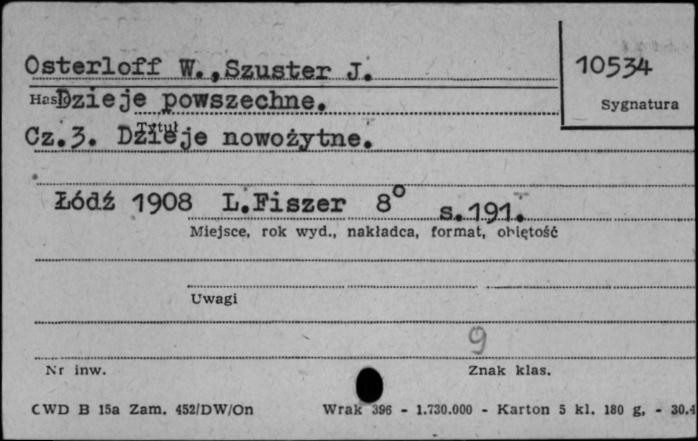 Osterloff W.,Szuster J.
10534
Sygnatura
Hasło
Dzieje powszechne.
Tytuł
Cz.3. Dzieje nowożytne.
Łódź 1908 L.Fiszer 8° s.191.
Miejsce, rok wyd., nakładca, format, objętość
Uwagi
9
Nr inw. Znak klas.
CWD B 15a Zam. 452/DW/On Wrak 396 - 1.730.000 - Karton 5 kl. 180 g, - 30.4